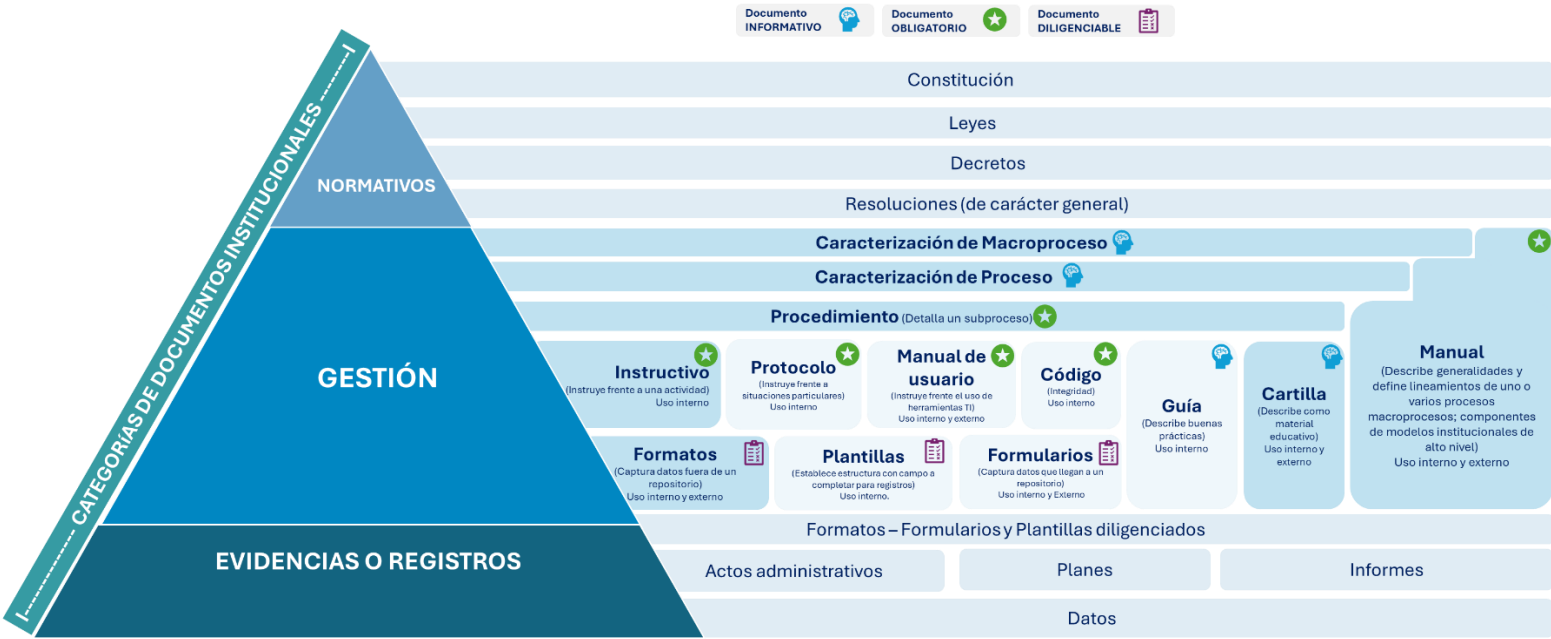 Documento
INFORMATIVO
Documento
OBLIGATORIO
Documento
DILIGENCIABLE
I---------- CATEGORÍAS DE DOCUMENTOS INSTITUCIONALES -------I
NORMATIVOS
Constitución
Leyes
Decretos
Resoluciones (de carácter general)
GESTIÓN
Caracterización de Macroproceso
Caracterización de Proceso
Procedimiento (Detalla un subproceso)
Instructivo
(Instruye frente a una actividad)
Uso interno
Protocolo
(Instruye frente a
situaciones particulares)
Uso interno
Manual de
usuario
(Instruye frente el uso de
herramientas TI)
Uso interno y externo
Código
(Integridad)
Uso interno
Guía
(Describe buenas
prácticas)
Uso interno
Cartilla
(Describe como
material
educativo)
Uso interno y
externo
Manual
(Describe generalidades y
define lineamientos de uno o
varios procesos
macroprocesos; componentes
de modelos institucionales de
alto nivel)
Uso interno y externo
Formatos
(Captura datos fuera de un
repositorio)
Uso interno y externo
Plantillas
(Establece estructura con campo a
completar para registros)
Uso interno.
Formularios
(Captura datos que llegan a un
repositorio)
Uso interno y Externo
EVIDENCIAS O REGISTROS
Formatos – Formularios y Plantillas diligenciados
Actos administrativos
Planes
Informes
Datos